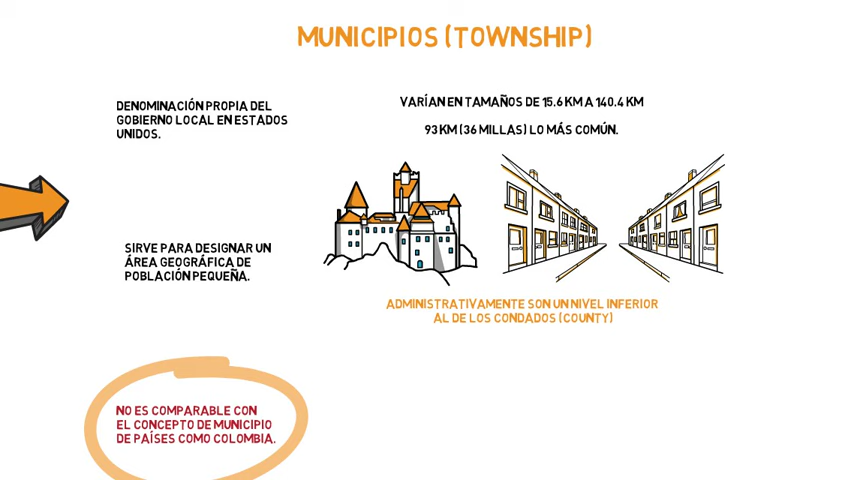 MUNICIPIOS (TOWNSHIP)
DENOMINACIÓN PROPIA DEL
GOBIERNO LOCAL EN ESTADOS
UNIDOS.
VARÍAN EN TAMAÑOS DE 15.6 KM A 140.4 KM
93 KM (36 MILLAS) LO MÁS COMÚN.
SIRVE PARA DESIGNAR UN
ÁREA GEOGRÁFICA DE
POBLACIÓN PEQUEÑA.
ADMINISTRATIVAMENTE SON UN NIVEL INFERIOR
AL DE LOS CONDADOS (COUNTY)
NO ES COMPARABLE CON
EL CONCEPTO DE MUNICIPIO
DE PAÍSES COMO COLOMBIA.